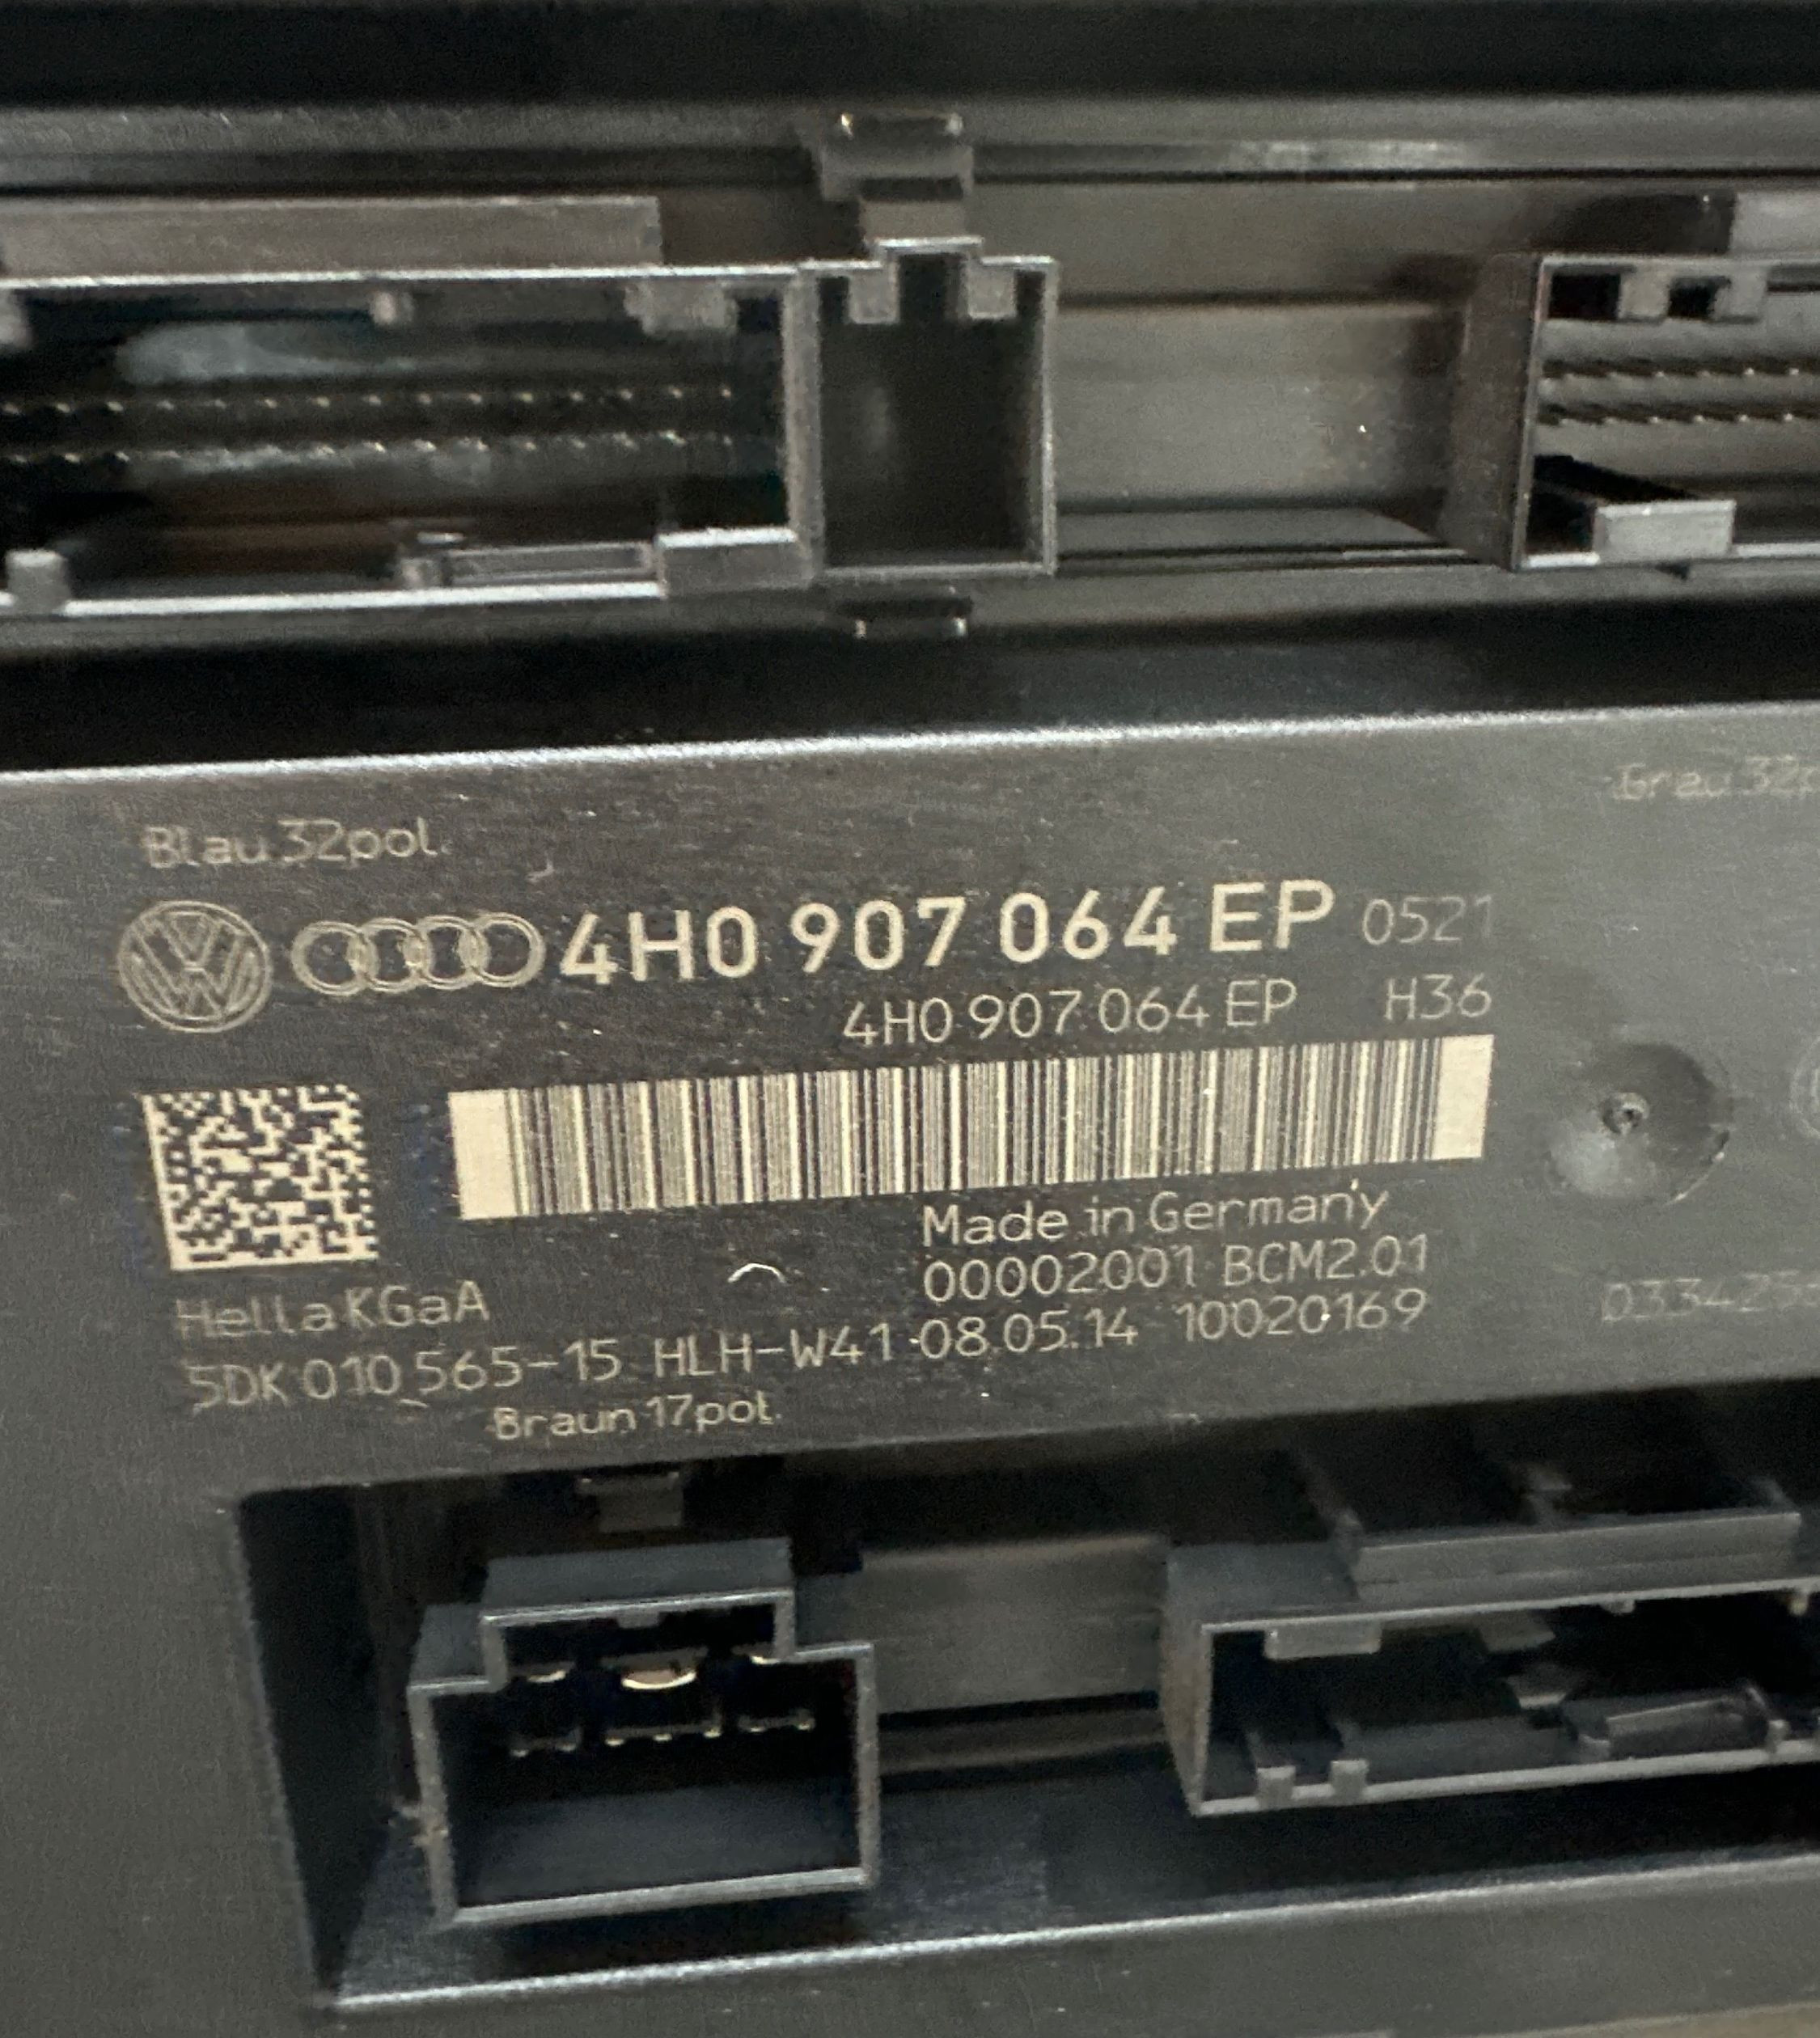 Blau 32pol.
4H0 907 064 EP 0521
4H0 907 064 EP H36
Made in Germany
00002001 BCM2.01
Hella KGaA
5DK 010 565-15 HLH-W41 08.05.14 10020169
Braun 17pol.
Grau